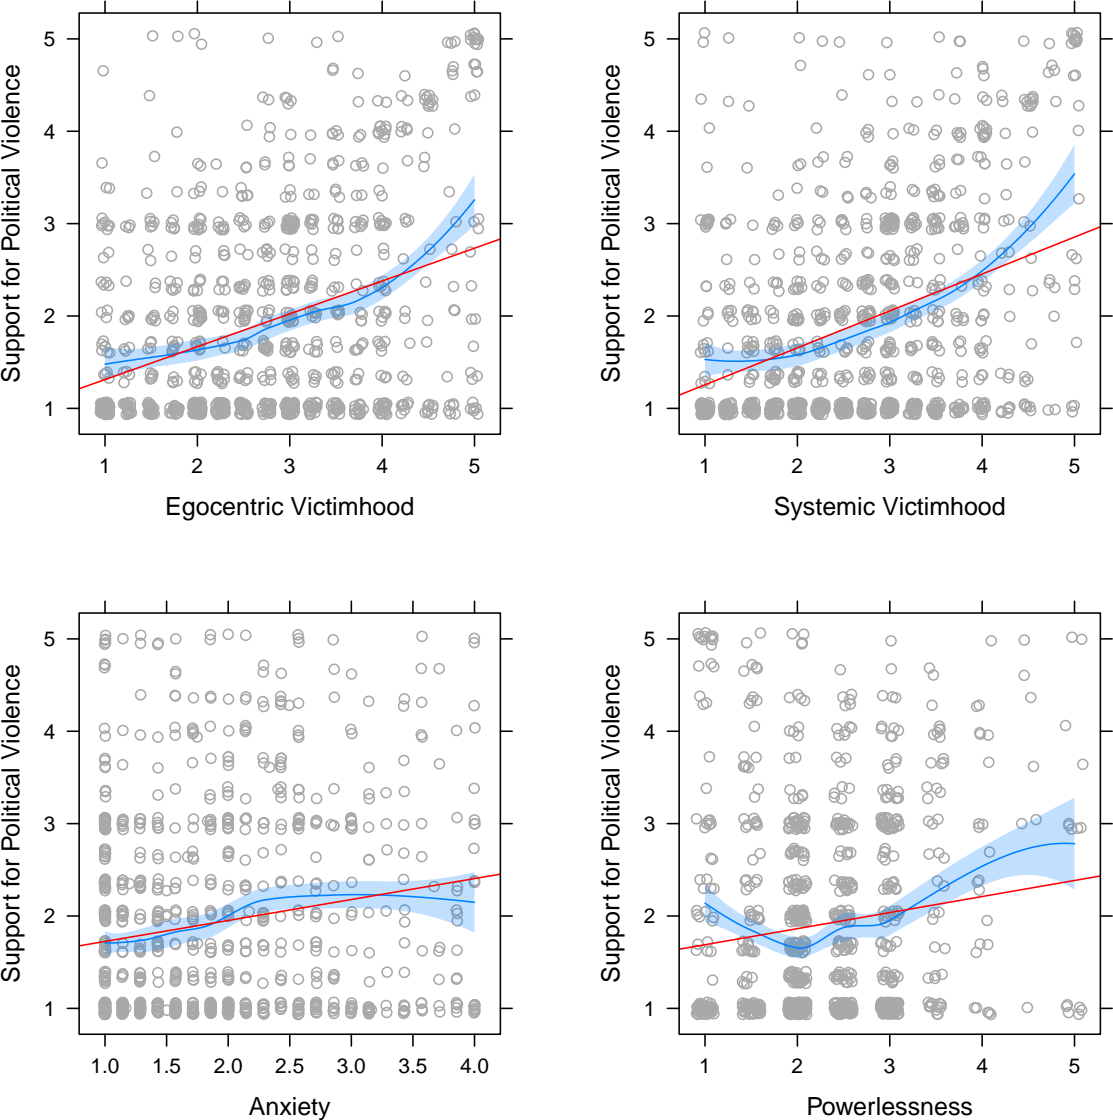 5
4
3
2
1
Support for Political Violence
1 2 3 4 5
Egocentric Victimhood
5
4
3
2
1
Support for Political Violence
1 2 3 4 5
Systemic Victimhood
5
4
3
2
1
Support for Political Violence
1.0 1.5 2.0 2.5 3.0 3.5 4.0
Anxiety
5
4
3
2
1
Support for Political Violence
1 2 3 4 5
Powerlessness